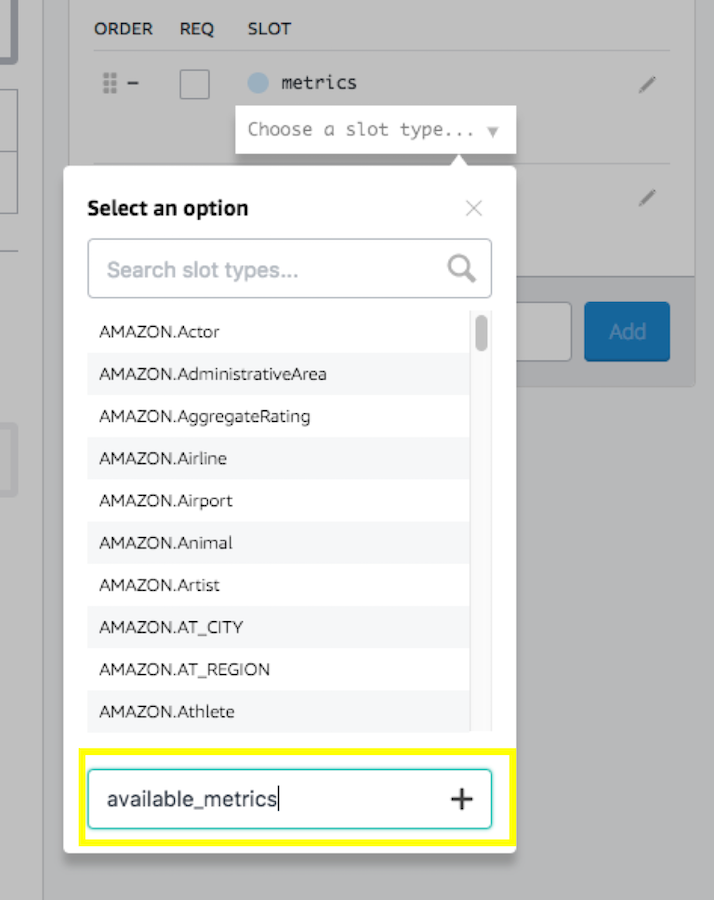 ORDER REQ SLOT
metrics
Choose a slot type...
Select an option
Search slot types...
AMAZON.Actor
AMAZON.AdministrativeArea
AMAZON.AggregateRating
AMAZON.Airline
AMAZON.Airport
AMAZON.Animal
AMAZON.Artist
AMAZON.AT_CITY
AMAZON.AT_REGION
AMAZON.Athlete
Add
available_metrics